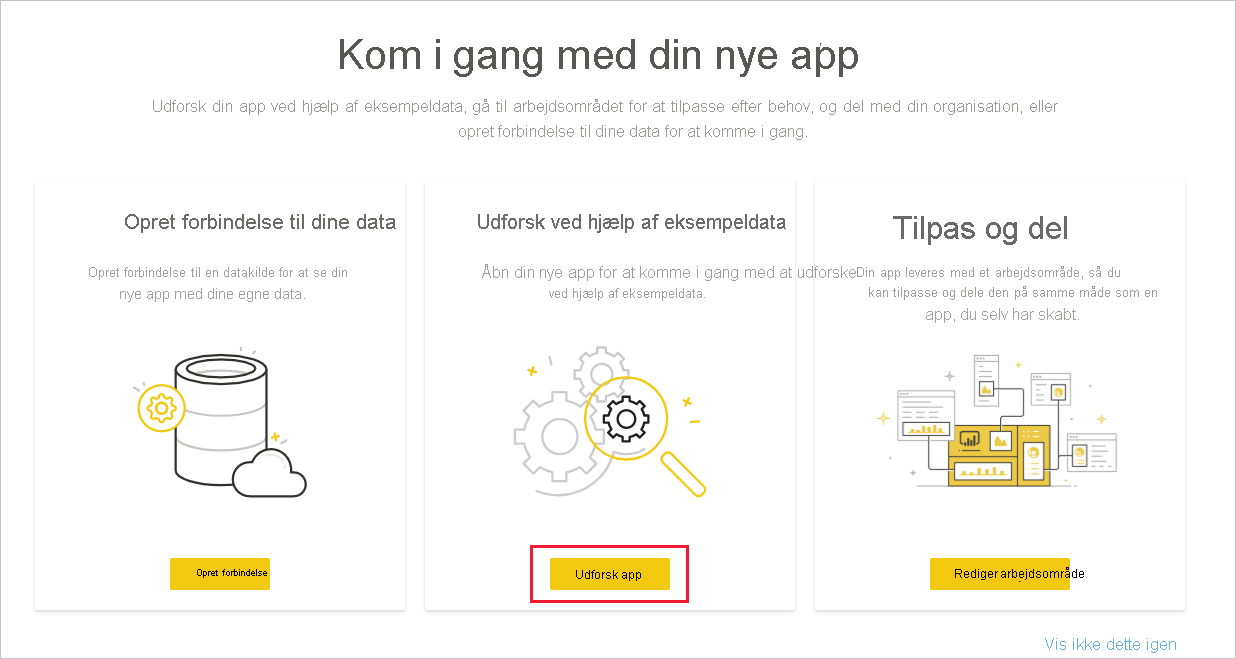 Kom i gang med din nye app
Udforsk din app ved hjælp af eksempeldata, gå til arbejdsområdet for at tilpasse efter behov, og del med din organisation, eller
opret forbindelse til dine data for at komme i gang.
Opret forbindelse til dine data
Opret forbindelse til en datakilde for at se din
nye app med dine egne data.
Opret forbindelse
Udforsk ved hjælp af eksempeldata
Åbn din nye app for at komme i gang med at udforske
ved hjælp af eksempeldata.
Udforsk app
Tilpas og del
Din app leveres med et arbejdsområde, så du
kan tilpasse og dele den på samme måde som en
app, du selv har skabt.
Rediger arbejdsområde
Vis ikke dette igen